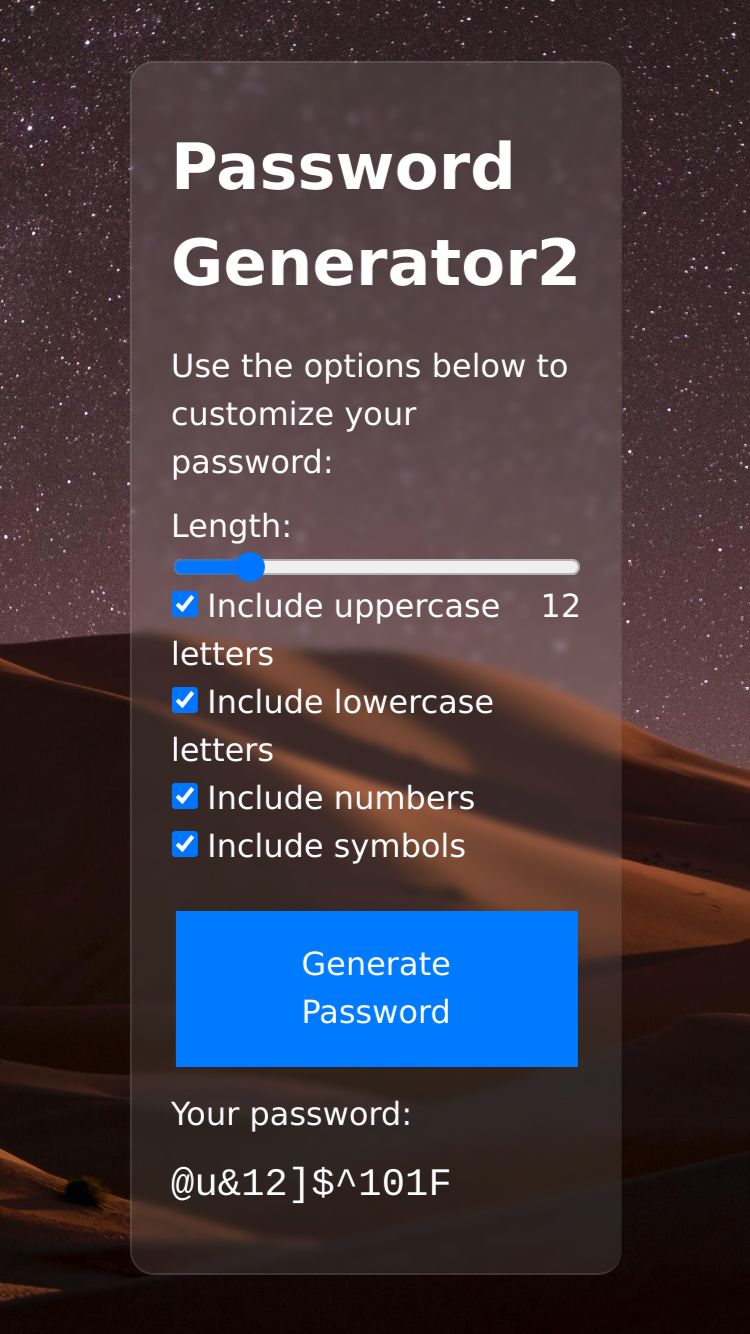 Password
Generator2
Use the options below to
customize your
password:
Length:
Include uppercase 12
letters
Include lowercase
letters
Include numbers
Include symbols
Generate
Password
Your password:
@u&12]$^101F